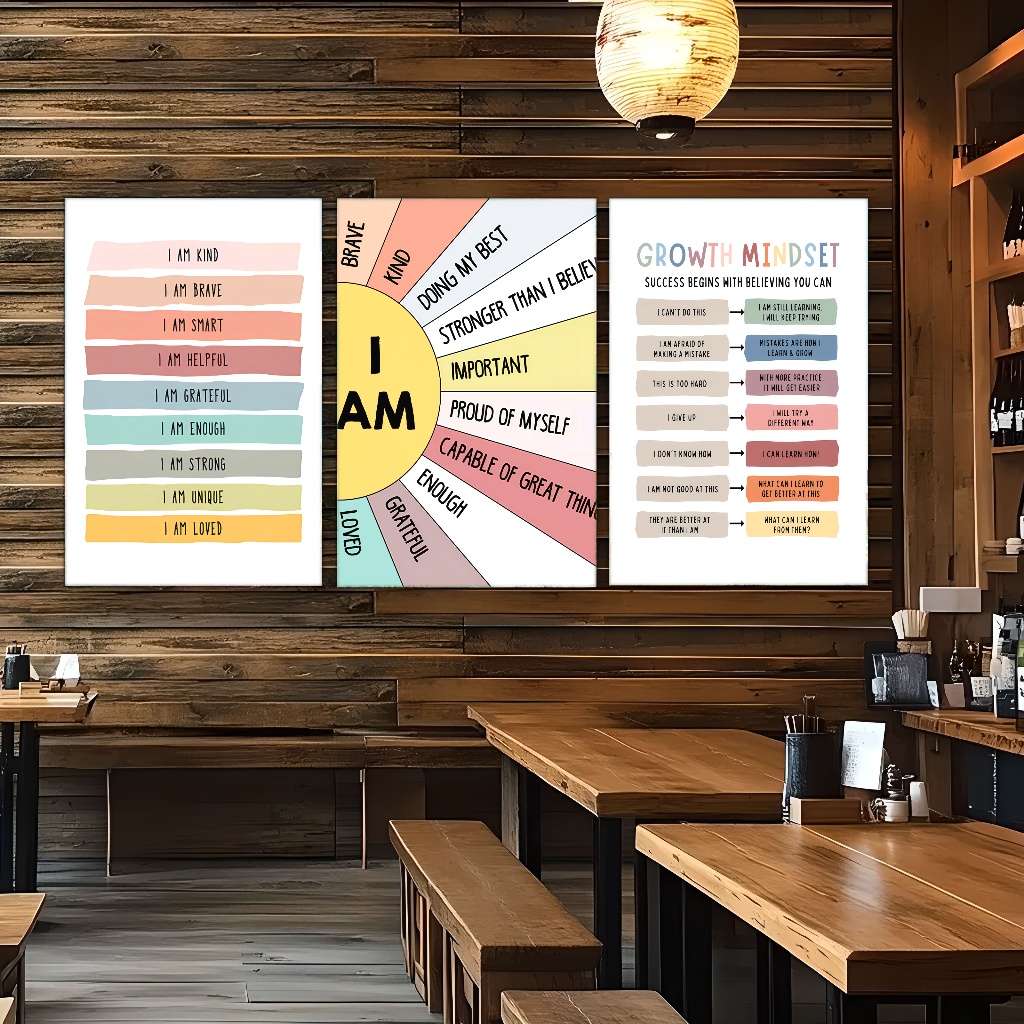 I AM KIND
I AM BRAVE
I AM SMART
I AM HELPFUL
I AM GRATEFUL
I AM ENOUGH
I AM STRONG
I AM UNIQUE
I AM LOVED
I
AM
BRAVE
KIND
DOING MY BEST
STRONGER THAN I BELIEV
IMPORTANT
PROUD OF MYSELF
CAPABLE OF GREAT THIN
ENOUGH
GRATEFUL
LOVED
GROWTH MINDSET
SUCCESS BEGINS WITH BELIEVING YOU CAN
I CAN'T DO THIS
I AM STILL LEARNING.
I WILL KEEP TRYING
I AM AFRAID OF
MAKING A MISTAKE
MISTAKES ARE HOW I
LEARN & GROW
THIS IS TOO HARD
WITH MORE PRACTICE
IT WILL GET EASIER
I GIVE UP
I WILL TRY A
DIFFERENT WAY
I DON'T KNOW HOW
I CAN LEARN HOW!
I AM NOT GOOD AT THIS
WHAT CAN I LEARN TO
GET BETTER AT THIS
THEY ARE BETTER AT
IT THAN I AM
WHAT CAN I LEARN
FROM THEM?